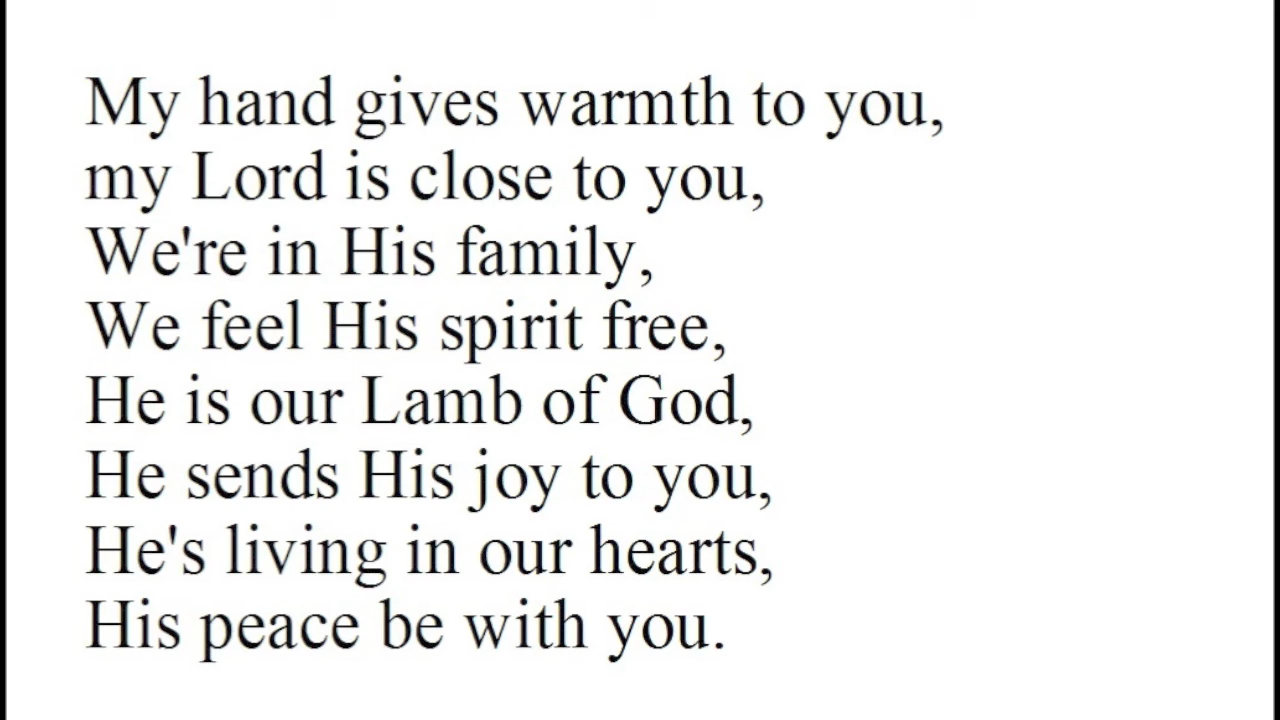 My hand gives warmth to you,
my Lord is close to you,
We're in His family,
We feel His spirit free,
He is our Lamb of God,
He sends His joy to you,
He's living in our hearts,
His peace be with you.